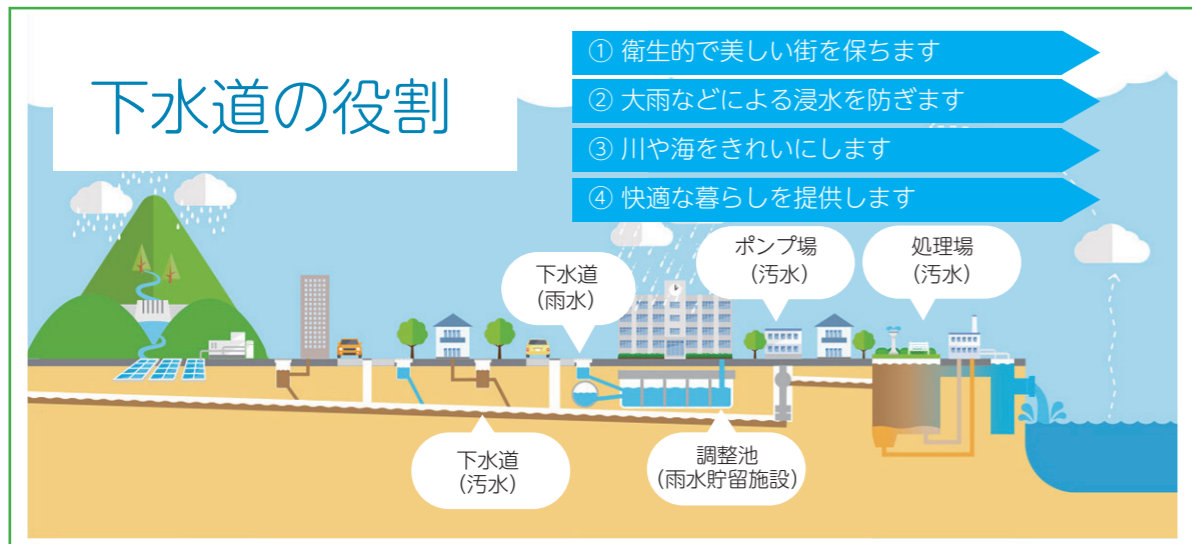 下水道の役割
① 衛生的で美しい街を保ちます
② 大雨などによる浸水を防ぎます
③ 川や海をきれいにします
④ 快適な暮らしを提供します
下水道
（雨水）
ポンプ場
（汚水）
処理場
（汚水）
下水道
（汚水）
調整池
（雨水貯留施設）